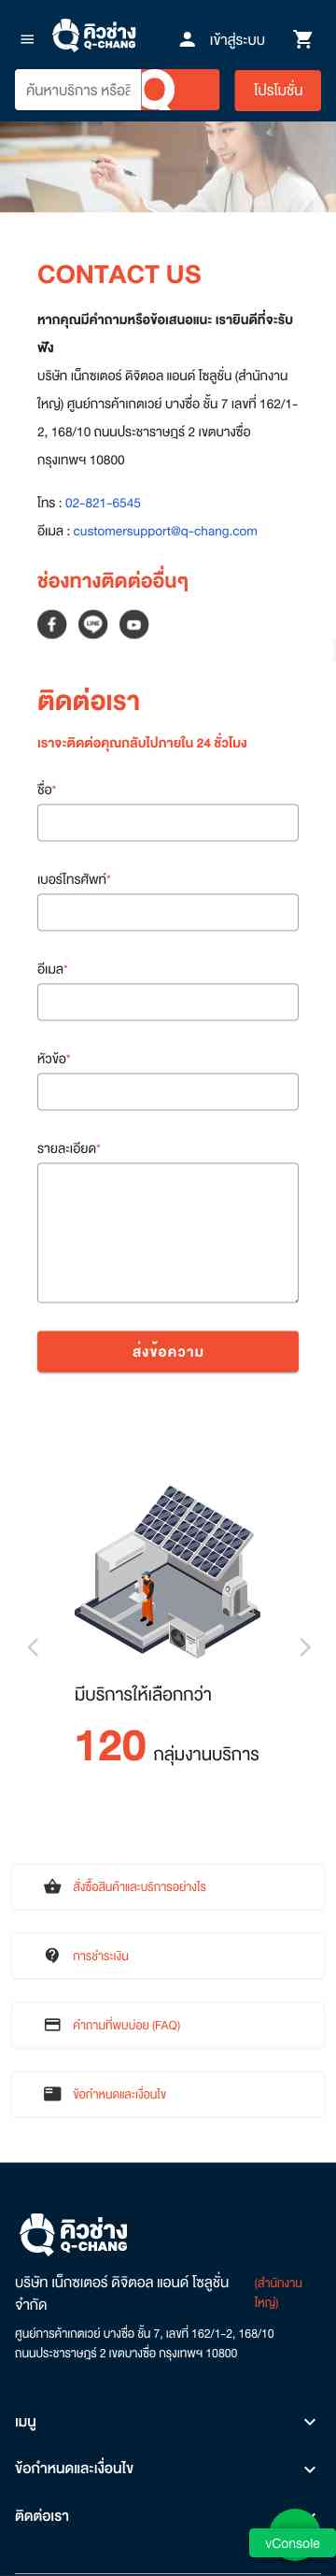 คิวช่าง
Q-CHANG
เข้าสู่ระบบ
โปรโมชั่น
CONTACT US
หากคุณมีคำถามหรือข้อเสนอแนะ เรายินดีที่จะรับ
ฟัง
บริษัท เน็กซเตอร์ ดิจิตอล แอนด์ โซลูชั่น (สำนักงาน
ใหญ่) ศูนย์การค้าเกตเวย์ บางซื่อ ชั้น 7 เลขที่ 162/1-
2, 168/10 ถนนประชาราษฎร์ 2 เขตบางซื่อ
กรุงเทพฯ 10800
โทร : 02-821-6545
อีเมล : customersupport@q-chang.com
ช่องทางติดต่ออื่นๆ
LINE
ติดต่อเรา
เราจะติดต่อคุณกลับไปภายใน 24 ชั่วโมง
ชื่อ*
เบอร์โทรศัพท์*
อีเมล*
หัวข้อ*
รายละเอียด*
ส่งข้อความ
มีบริการให้เลือกกว่า
120 กลุ่มงานบริการ
สั่งซื้อสินค้าและบริการอย่างไร
การชำระเงิน
คำถามที่พบบ่อย (FAQ)
ข้อกำหนดและเงื่อนไข
คิวช่าง
Q-CHANG
บริษัท เน็กซเตอร์ ดิจิตอล แอนด์ โซลูชั่น (สำนักงาน
จำกัด ใหญ่)
ศูนย์การค้าเกตเวย์ บางซื่อ ชั้น 7, เลขที่ 162/1-2, 168/10
ถนนประชาราษฎร์ 2 เขตบางซื่อ กรุงเทพฯ 10800
เมนู
ข้อกำหนดและเงื่อนไข
ติดต่อเรา
vConsole